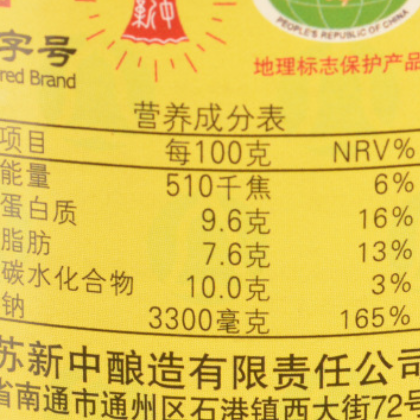 字号
red Brand
新中
PEOPLE'S REPUBLIC OF CHINA
地理标志保护产品
营养成分表
项目 每100克 NRV%
能量 510千焦 6%
蛋白质 9.6克 16%
脂肪 7.6克 13%
碳水化合物 10.0克 3%
钠 3300毫克 165%
苏新中酿造有限责任公司
省南通市通州区石港镇西大街72